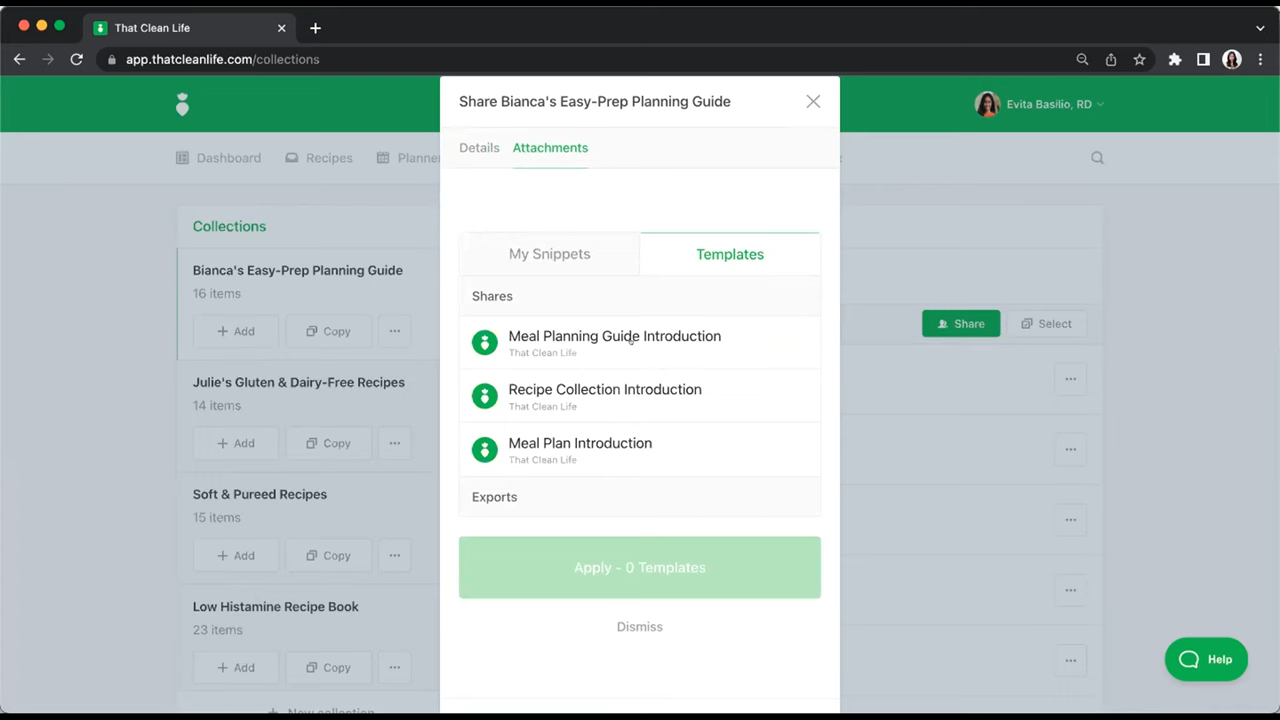 That Clean Life
app.thatcleanlife.com/collections
Share Bianca's Easy-Prep Planning Guide
Evita Basilio, RD
Details Attachments
Dashboard Recipes Planner
My Snippets Templates
Collections
Bianca's Easy-Prep Planning Guide
16 items
Add Copy ...
Shares
Share Select
Meal Planning Guide Introduction
That Clean Life
Julie's Gluten & Dairy-Free Recipes
14 items
Add Copy ...
Recipe Collection Introduction
That Clean Life
Meal Plan Introduction
That Clean Life
Soft & Pureed Recipes
15 items
Add Copy ...
Exports
Apply - 0 Templates
Low Histamine Recipe Book
23 items
Add Copy ...
Dismiss
Help
New collection